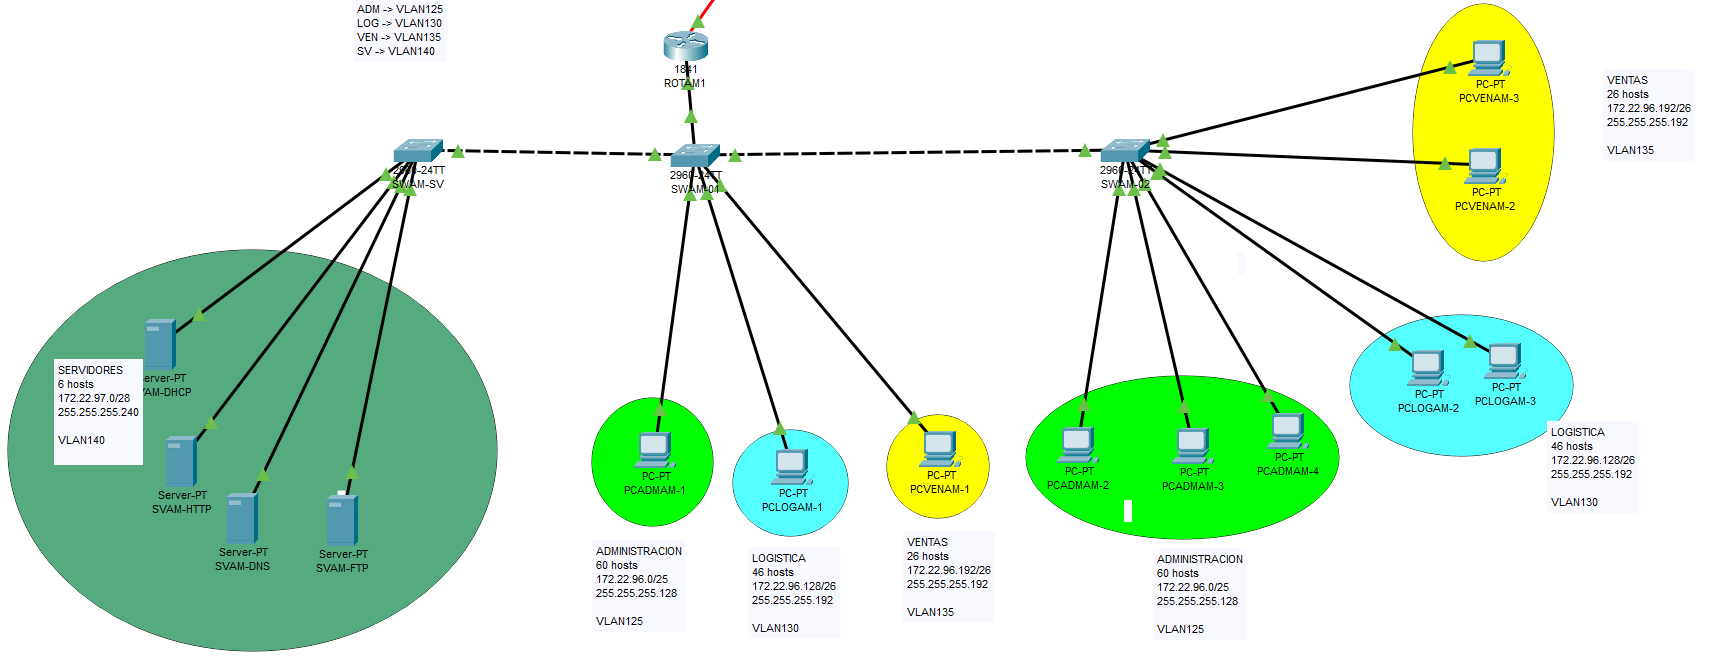 ADM -> VLAN125
LOG -> VLAN130
VEN -> VLAN135
SV -> VLAN140
1841
ROTAM1
2960-24TT
SWAM-SV
2960-24TT
SWAM-01
2960-24TT
SWAM-02
PC-PT
PCVENAM-3
PC-PT
PCVENAM-2
VENTAS
26 hosts
172.22.96.192/26
255.255.255.192
VLAN135
SERVIDORES
6 hosts
172.22.97.0/28
255.255.255.240
VLAN140
Server-PT
SVAM-DHCP
Server-PT
SVAM-HTTP
Server-PT
SVAM-DNS
Server-PT
SVAM-FTP
PC-PT
PCADMAM-1
PC-PT
PCLOGAM-1
PC-PT
PCVENAM-1
PC-PT
PCADMAM-2
PC-PT
PCADMAM-3
PC-PT
PCADMAM-4
PC-PT
PCLOGAM-2
PC-PT
PCLOGAM-3
LOGISTICA
46 hosts
172.22.96.128/26
255.255.255.192
VLAN130
ADMINISTRACION
60 hosts
172.22.96.0/25
255.255.255.128
VLAN125
LOGISTICA
46 hosts
172.22.96.128/26
255.255.255.192
VLAN130
VENTAS
26 hosts
172.22.96.192/26
255.255.255.192
VLAN135
ADMINISTRACION
60 hosts
172.22.96.0/25
255.255.255.128
VLAN125